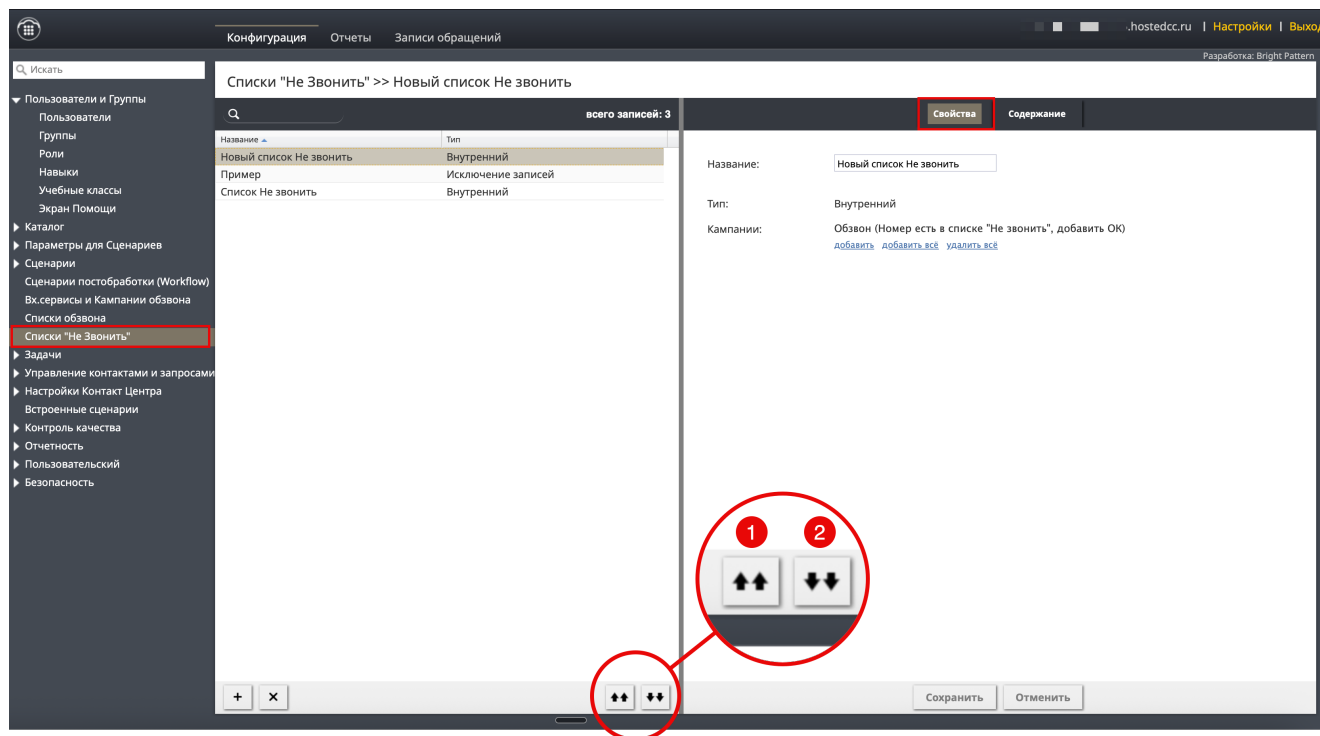 .hostedcc.ru | Настройки | Выход
Конфигурация Отчеты Записи обращений
Разработка: Bright Pattern
Искать
Списки "Не Звонить" >> Новый список Не звонить
Пользователи и Группы
Пользователи
Группы
Роли
Навыки
Учебные классы
Экран Помощи
Каталог
Параметры для Сценариев
Сценарии
Сценарии постобработки (Workflow)
Вх.сервисы и Кампании обзвона
Списки обзвона
Списки "Не Звонить"
Задачи
Управление контактами и запросами
Настройки Контакт Центра
Встроенные сценарии
Контроль качества
Отчетность
Пользовательский
Безопасность
всего записей: 3
Название Тип
Новый список Не звонить Внутренний
Пример Исключение записей
Список Не звонить Внутренний
Свойства Содержание
Название: Новый список Не звонить
Тип: Внутренний
Кампании: Обзвон (Номер есть в списке "Не звонить", добавить ОК)
добавить добавить всё удалить всё
1 2
+ x
Сохранить Отменить